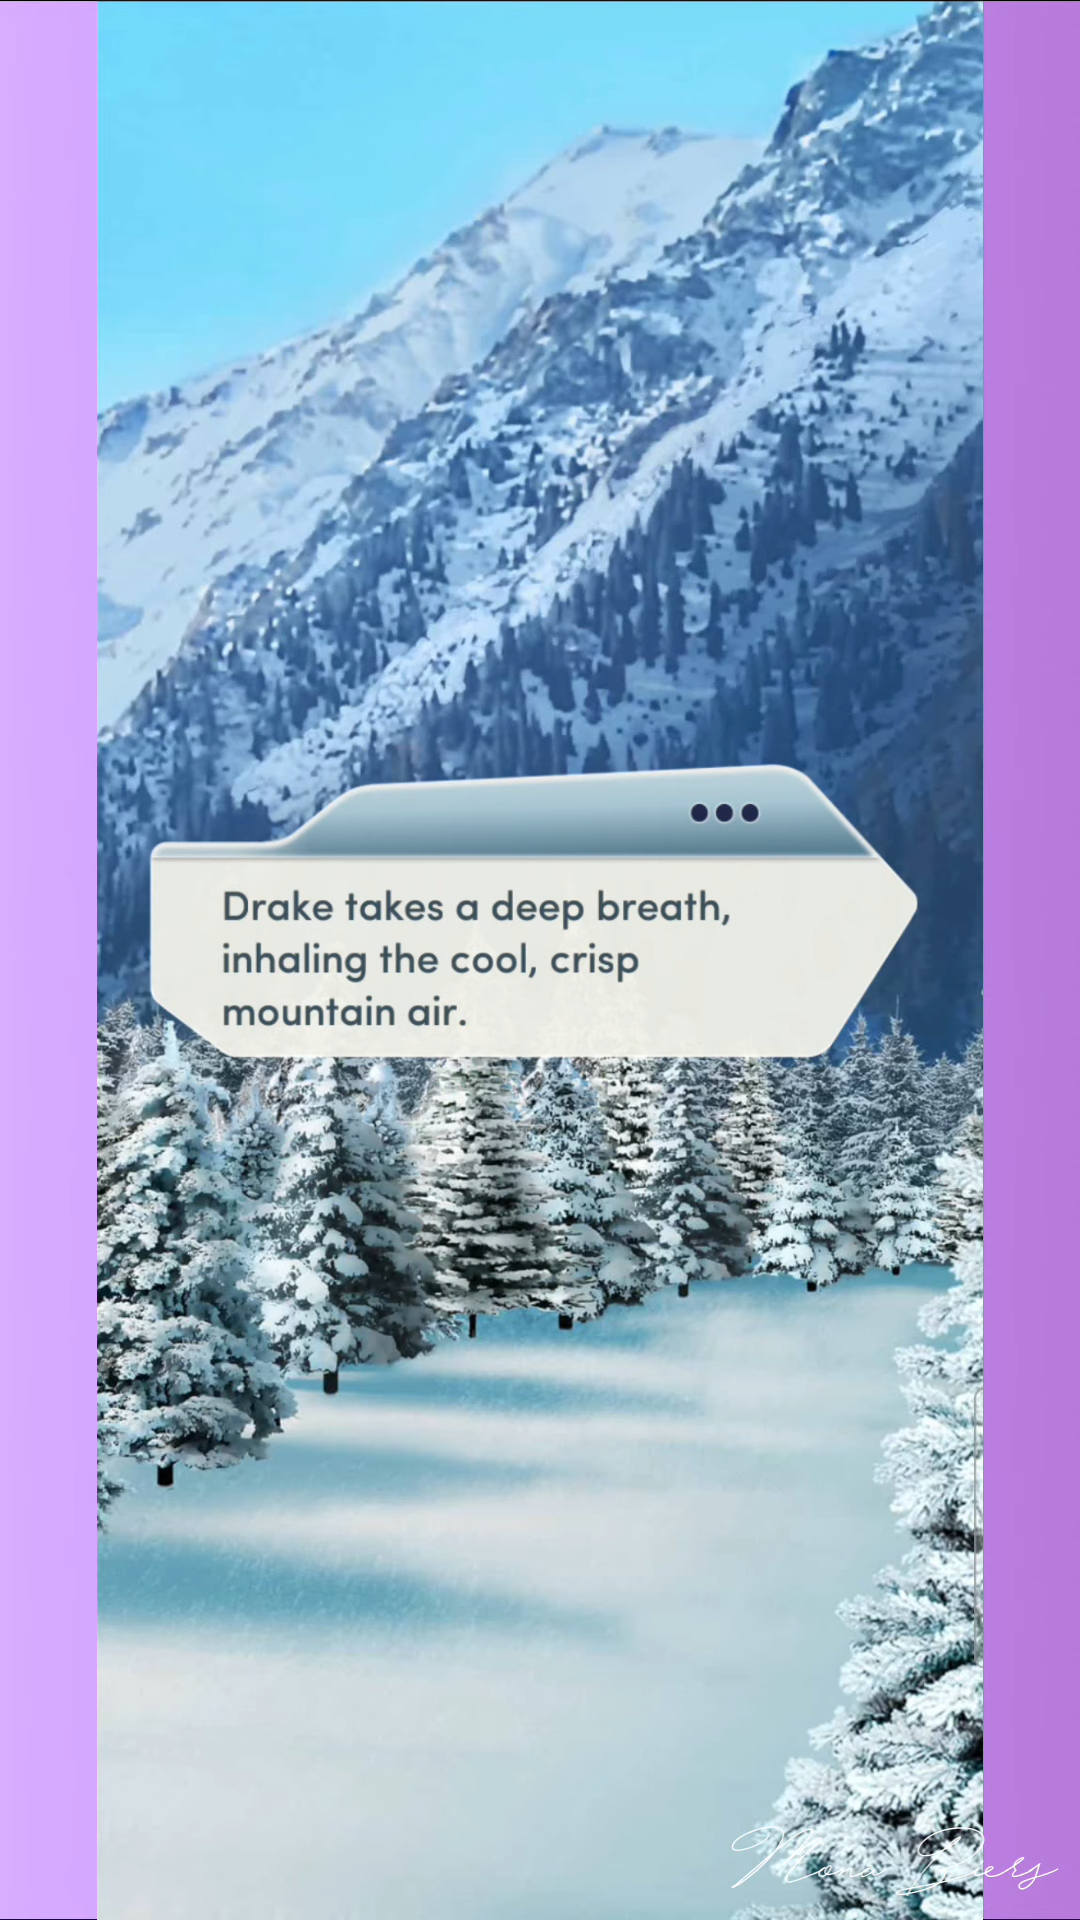 Drake takes a deep breath,
inhaling the cool, crisp
mountain air.